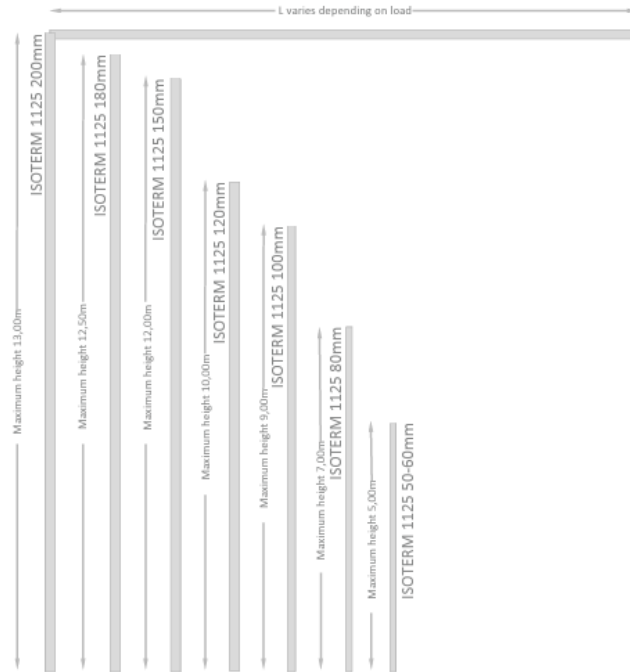 L varies depending on load
Maximum height 13,00m
ISOTERM 1125 200mm
Maximum height 12,50m
ISOTERM 1125 180mm
Maximum height 12,00m
ISOTERM 1125 150mm
Maximum height 10,00m
ISOTERM 1125 120mm
Maximum height 9,00m
ISOTERM 1125 100mm
Maximum height 7,00m
ISOTERM 1125 80mm
Maximum height 5,00m
ISOTERM 1125 50-60mm